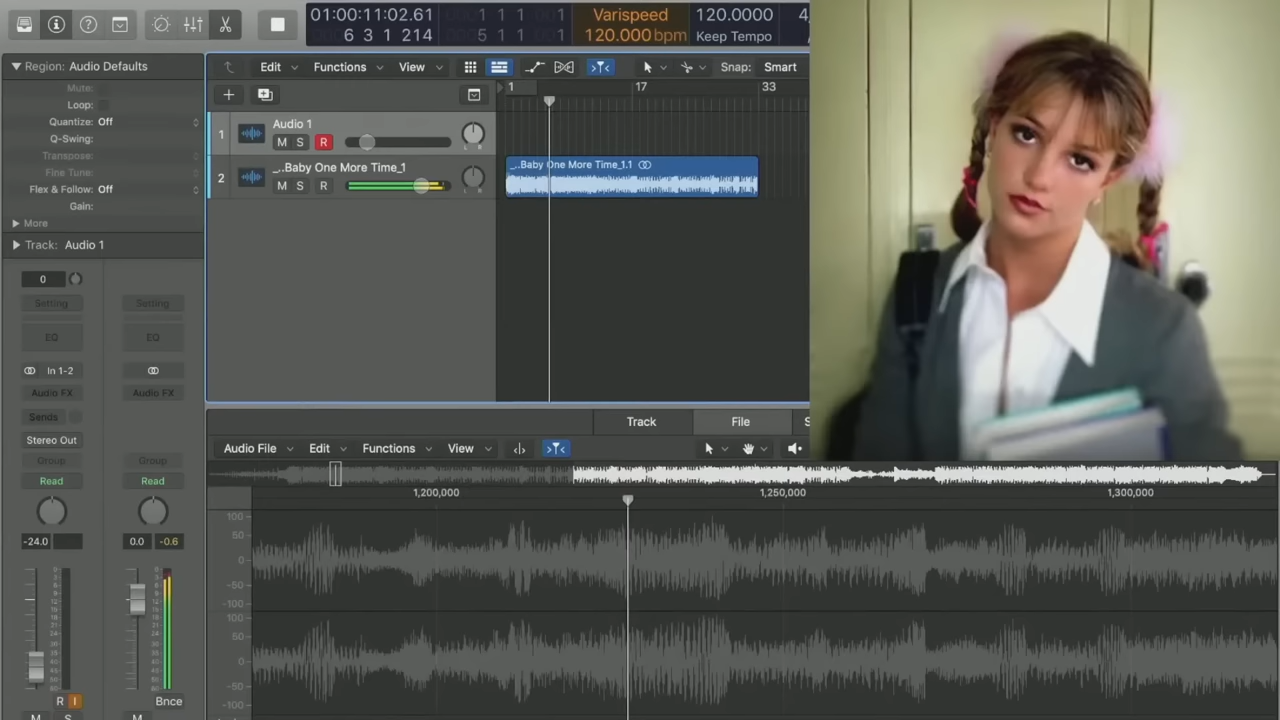 01:00:11:02.61
6 3 1 214
1 1 1 1
5 1 1 1
Varispeed
120.000 bpm
120.0000
Keep Tempo
4
Region: Audio Defaults
Mute:
Loop:
Quantize: Off
Q-Swing:
Transpose:
Fine Tune:
Flex & Follow: Off
Gain:
More
Track: Audio 1
Edit Functions View Snap: Smart
1 17 33
1 Audio 1
M S R
L R
2 _..Baby One More Time_1
M S R
_..Baby One More Time_1.1
0
Setting Setting
EQ EQ
In 1-2
Audio FX Audio FX
Sends
Stereo Out
Group Group
Read Read
-24.0 0.0 -0.6
R I Bnce
M S M
Track File S
Audio File Edit Functions View
1,200,000 1,250,000 1,300,000
100
50
0
-50
-100
100
50
0
-50
-100